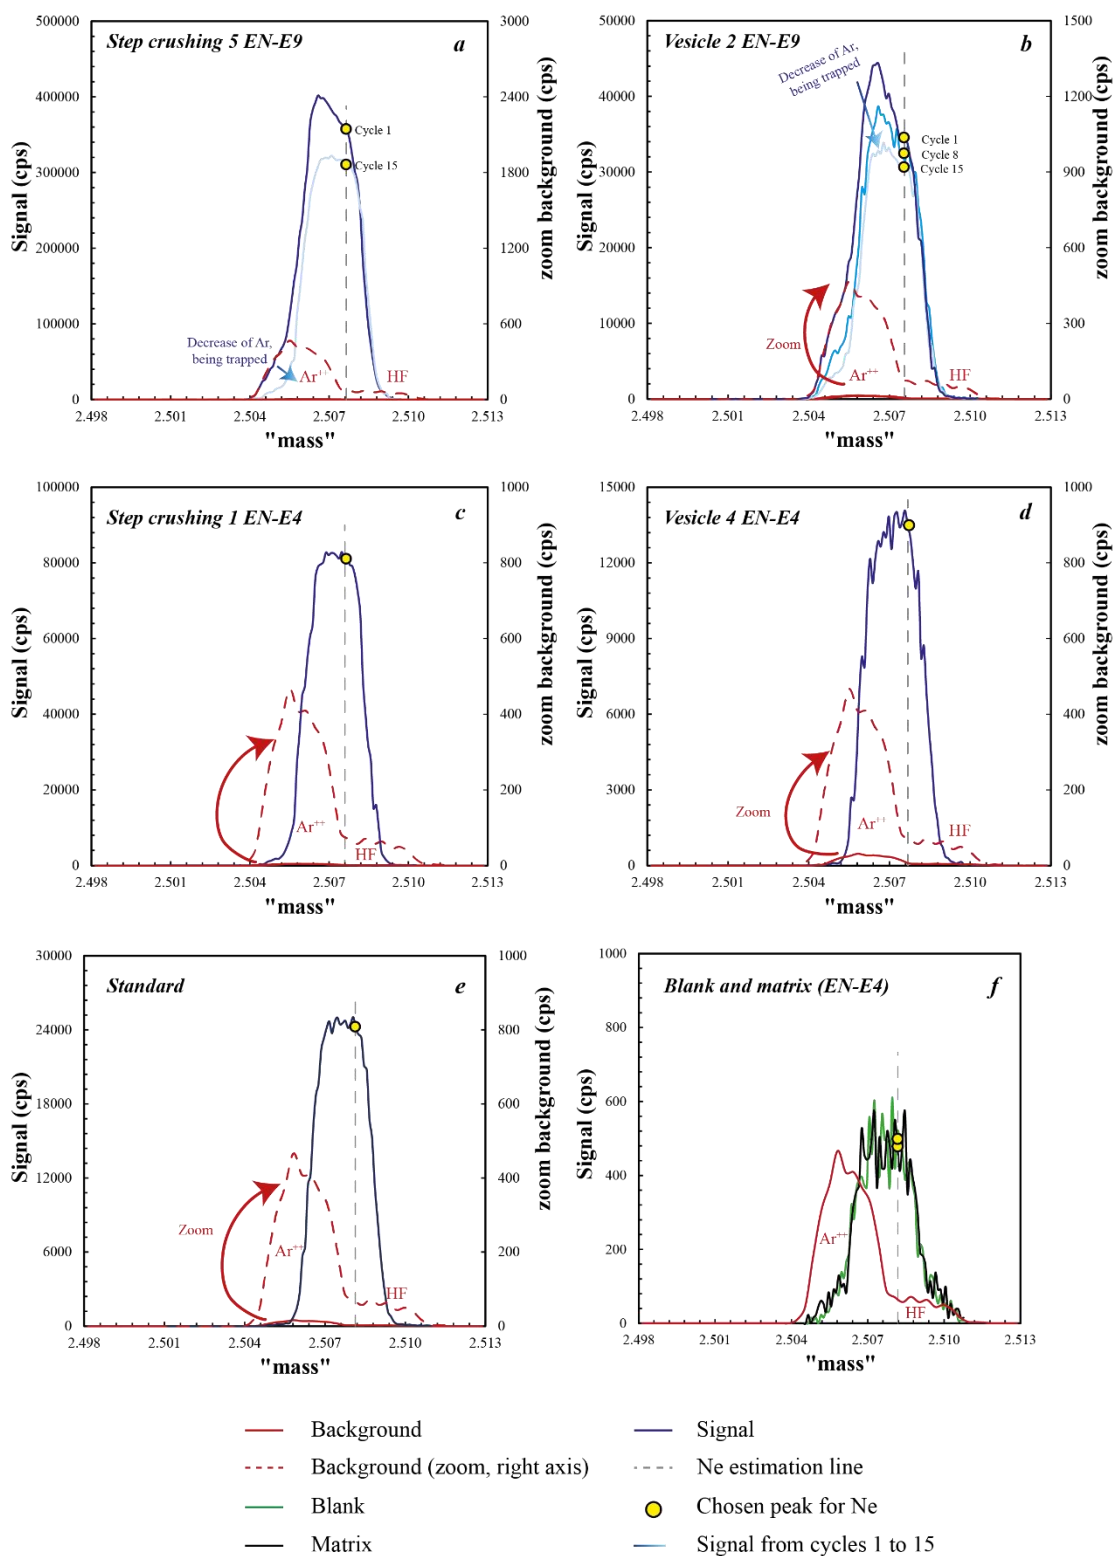 Step crushing 5 EN-E9
a
Signal (cps)
zoom background (cps)
500000
400000
300000
200000
100000
0
3000
2400
1800
1200
600
0
Cycle 1
Cycle 15
Decrease of Ar,
being trapped
Ar++
HF
2.498 2.501 2.504 2.507 2.510 2.513
"mass"
Vesicle 2 EN-E9
b
Signal (cps)
zoom background (cps)
50000
40000
30000
20000
10000
0
1500
1200
900
600
300
0
Decrease of Ar,
being trapped
Cycle 1
Cycle 8
Cycle 15
Zoom
Ar++
HF
2.498 2.501 2.504 2.507 2.510 2.513
"mass"
Step crushing 1 EN-E4
c
Signal (cps)
zoom background (cps)
100000
80000
60000
40000
20000
0
1000
800
600
400
200
0
Ar++
HF
2.498 2.501 2.504 2.507 2.510 2.513
"mass"
Vesicle 4 EN-E4
d
Signal (cps)
zoom background (cps)
15000
12000
9000
6000
3000
0
1000
800
600
400
200
0
Zoom
Ar++
HF
2.498 2.501 2.504 2.507 2.510 2.513
"mass"
Standard
e
Signal (cps)
zoom background (cps)
30000
24000
18000
12000
6000
0
1000
800
600
400
200
0
Zoom
Ar++
HF
2.498 2.501 2.504 2.507 2.510 2.513
"mass"
Blank and matrix (EN-E4)
f
Signal (cps)
1000
800
600
400
200
0
Ar++
HF
2.498 2.501 2.504 2.507 2.510 2.513
"mass"
Background
Background (zoom, right axis)
Blank
Matrix
Signal
Ne estimation line
Chosen peak for Ne
Signal from cycles 1 to 15